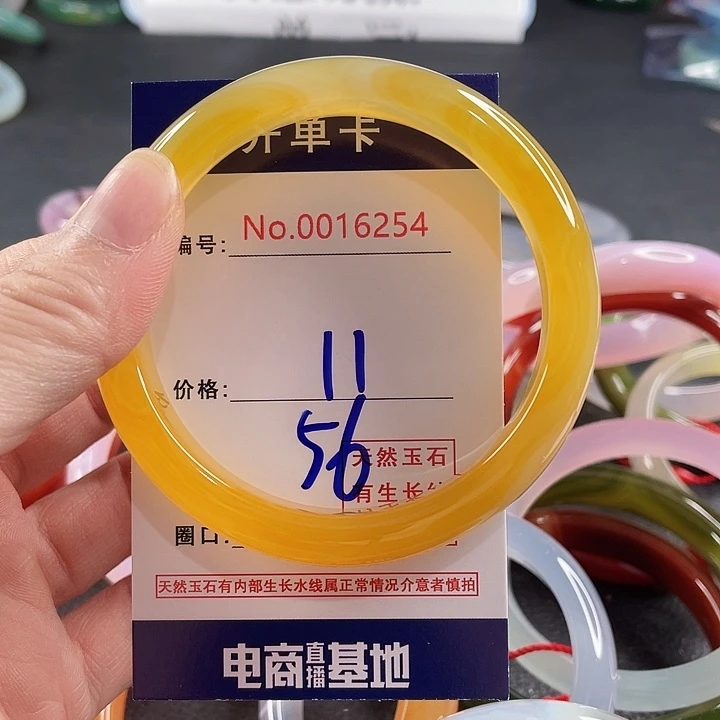 开单卡
编号: No.0016254
价格: 11
56
天然玉石
有生长
圈口:
天然玉石有内部生长水线属正常情况介意者慎拍
电商直播基地